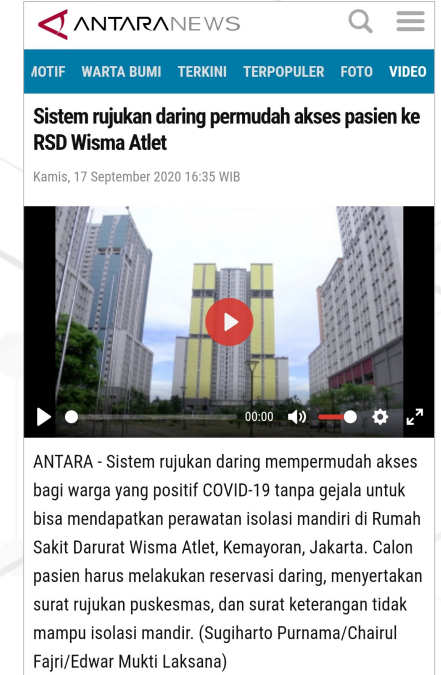 ANTARANEWS
MOTIF WARTA BUMI TERKINI TERPOPULER FOTO VIDEO
Sistem rujukan daring permudah akses pasien ke
RSD Wisma Atlet
Kamis, 17 September 2020 16:35 WIB
00:00
ANTARA - Sistem rujukan daring mempermudah akses
bagi warga yang positif COVID-19 tanpa gejala untuk
bisa mendapatkan perawatan isolasi mandiri di Rumah
Sakit Darurat Wisma Atlet, Kemayoran, Jakarta. Calon
pasien harus melakukan reservasi daring, menyertakan
surat rujukan puskesmas, dan surat keterangan tidak
mampu isolasi mandir. (Sugiharto Purnama/Chairul
Fajri/Edwar Mukti Laksana)